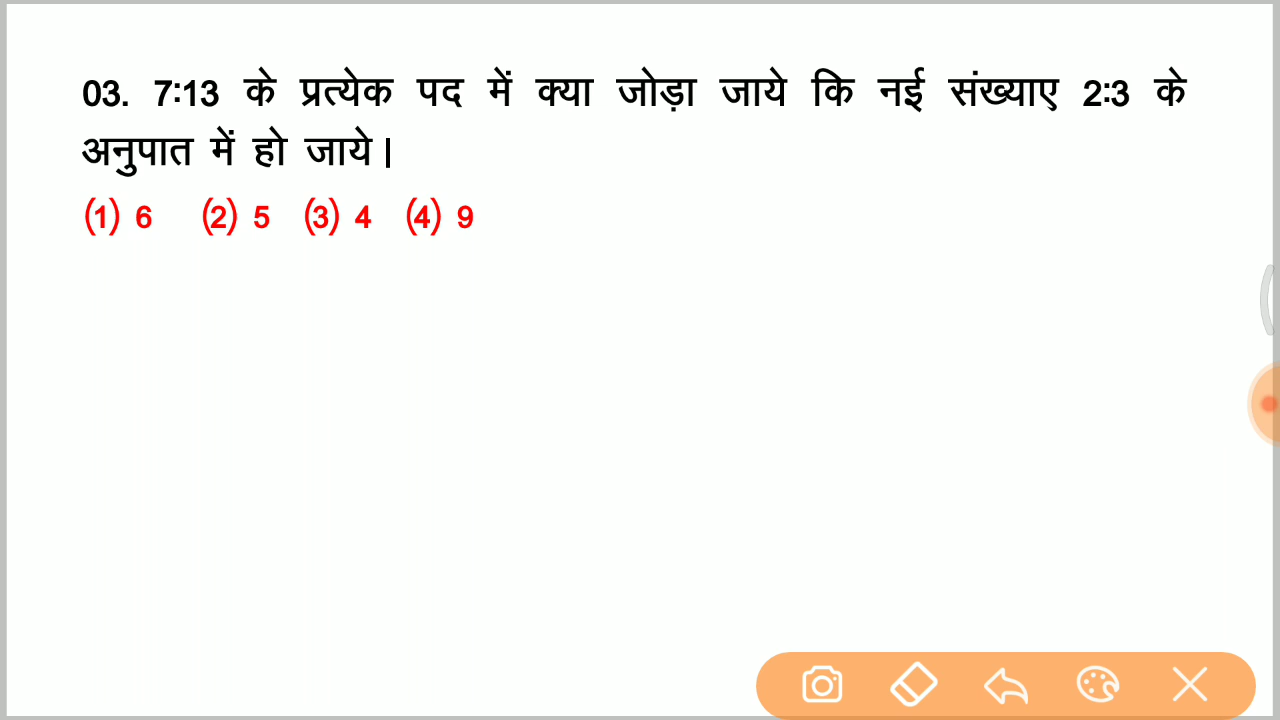 03. 7:13 के प्रत्येक पद में क्या जोड़ा जाये कि नई संख्याए 2:3 के
अनुपात में हो जाये।
(1) 6 (2) 5 (3) 4 (4) 9